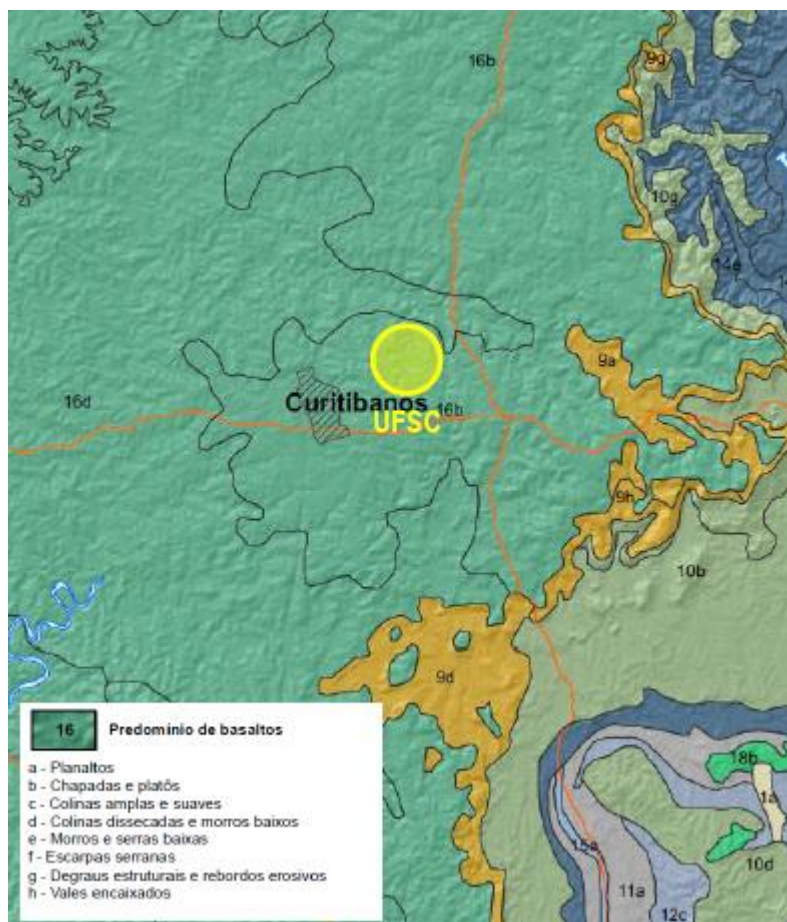 16b
9g
10g
14e
9a
16d
Curitibanos
16b
UFSC
9h
10b
9d
16 Predomínio de basaltos
a - Planaltos
b - Chapadas e platôs
c - Colinas amplas e suaves
d - Colinas dissecadas e morros baixos
e - Morros e serras baixas
f - Escarpas serranas
g - Degraus estruturais e rebordos erosivos
h - Vales encaixados
18b
1a
15a
10d
11a
12c